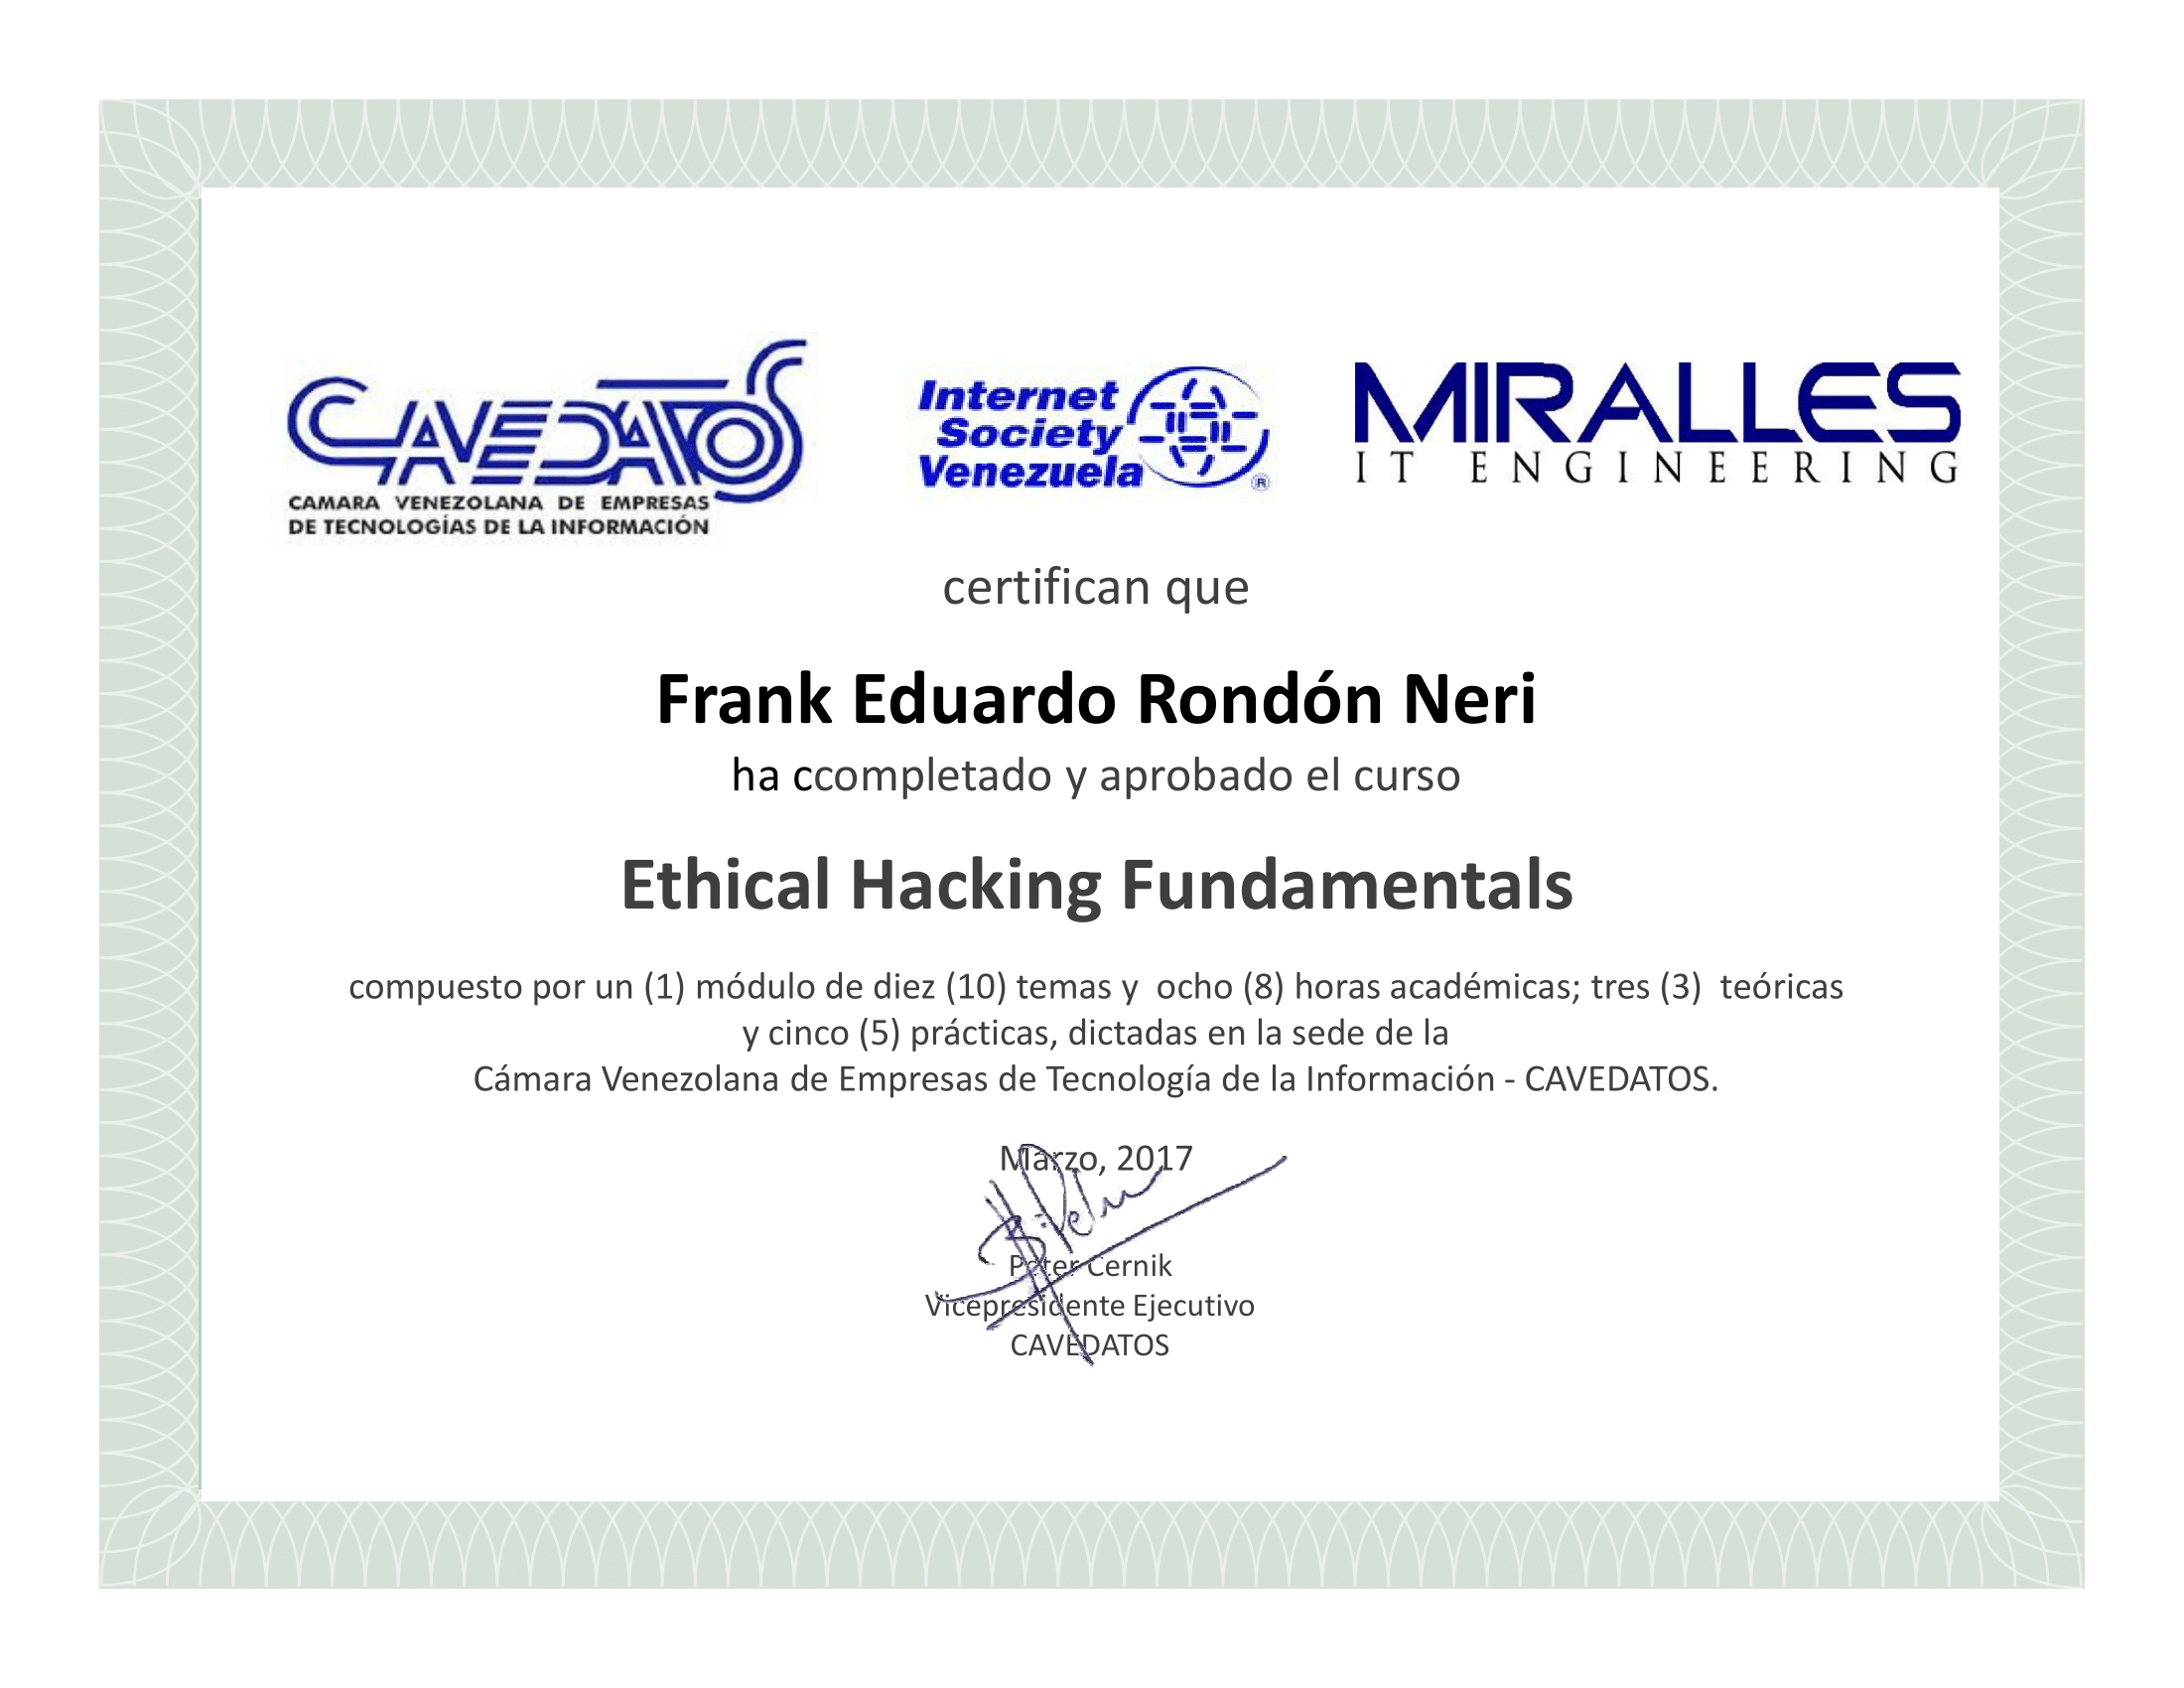 CAVEDATOS
CAMARA VENEZOLANA DE EMPRESAS
DE TECNOLOGÍAS DE LA INFORMACIÓN
Internet
Society
Venezuela
®
MIRALLES
IT ENGINEERING
certifican que
Frank Eduardo Rondón Neri
ha ccompletado y aprobado el curso
Ethical Hacking Fundamentals
compuesto por un (1) módulo de diez (10) temas y ocho (8) horas académicas; tres (3) teóricas
y cinco (5) prácticas, dictadas en la sede de la
Cámara Venezolana de Empresas de Tecnología de la Información - CAVEDATOS.
Marzo, 2017
Peter Cernik
Vicepresidente Ejecutivo
CAVEDATOS